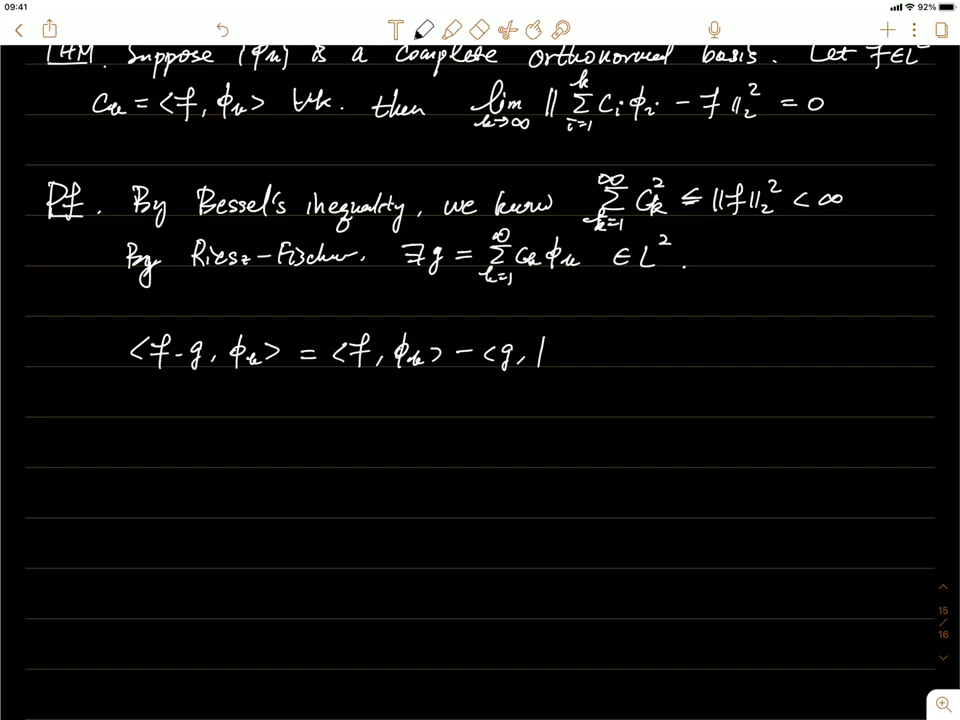 09:41 92%
THM. Suppose {φₙ} is a complete orthonormal basis. Let f∈L²
Cₖ = <f, φₖ> ∀k. then lim_{k→∞} ‖ Σ_{i=1}^{k} Cᵢ φᵢ - f ‖₂² = 0
Pf. By Bessel's inequality, we know Σ_{k=1}^{∞} Cₖ² ≤ ‖f‖₂² < ∞
By Riesz-Fischer. ∃g = Σ_{k=1}^{∞} Cₖ φₖ ∈ L².
<f-g, φₖ> = <f, φₖ> - <g,
15
/
16